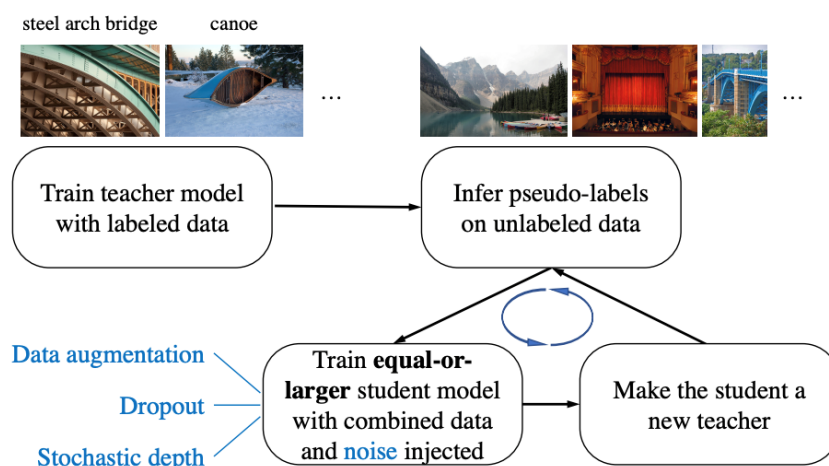 steel arch bridge
canoe
...
...
Train teacher model
with labeled data
Infer pseudo-labels
on unlabeled data
Data augmentation
Dropout
Stochastic depth
Train equal-or-
larger student model
with combined data
and noise injected
Make the student a
new teacher